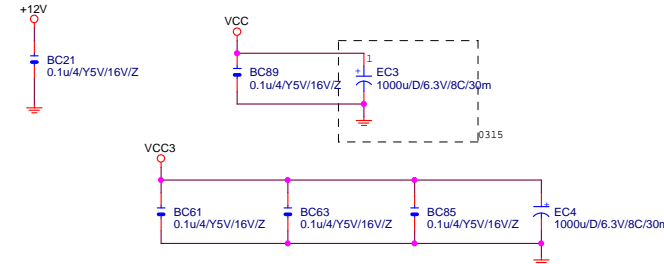 +12V
BC21
0.1u/4/Y5V/16V/Z
VCC
BC89
0.1u/4/Y5V/16V/Z
1
+
EC3
1000u/D/6.3V/8C/30m
0315
VCC3
BC61
0.1u/4/Y5V/16V/Z
BC63
0.1u/4/Y5V/16V/Z
BC85
0.1u/4/Y5V/16V/Z
+
EC4
1000u/D/6.3V/8C/30m